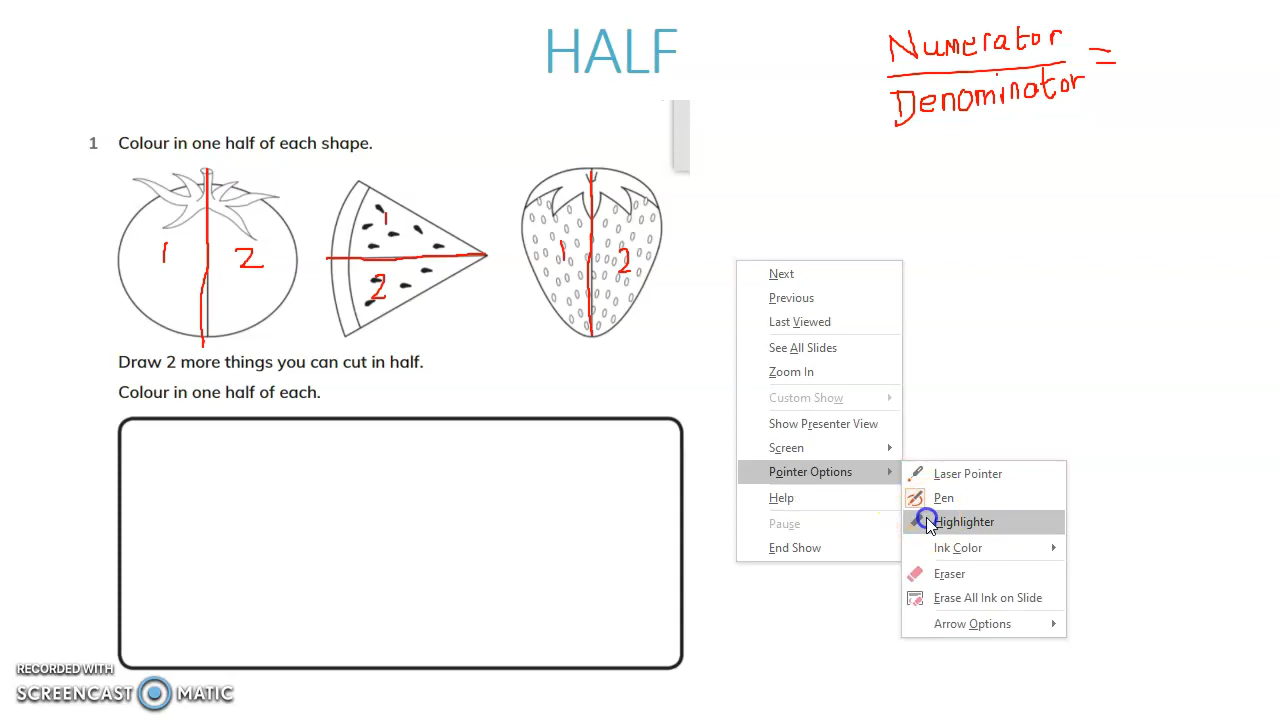 HALF
Numerator
=
Denominator
1 Colour in one half of each shape.
1 2
1
2
1 2
Draw 2 more things you can cut in half.
Colour in one half of each.
Next
Previous
Last Viewed
See All Slides
Zoom In
Custom Show
Show Presenter View
Screen
Pointer Options
Help
Pause
End Show
Laser Pointer
Pen
Highlighter
Ink Color
Eraser
Erase All Ink on Slide
Arrow Options
RECORDED WITH
SCREENCAST MATIC